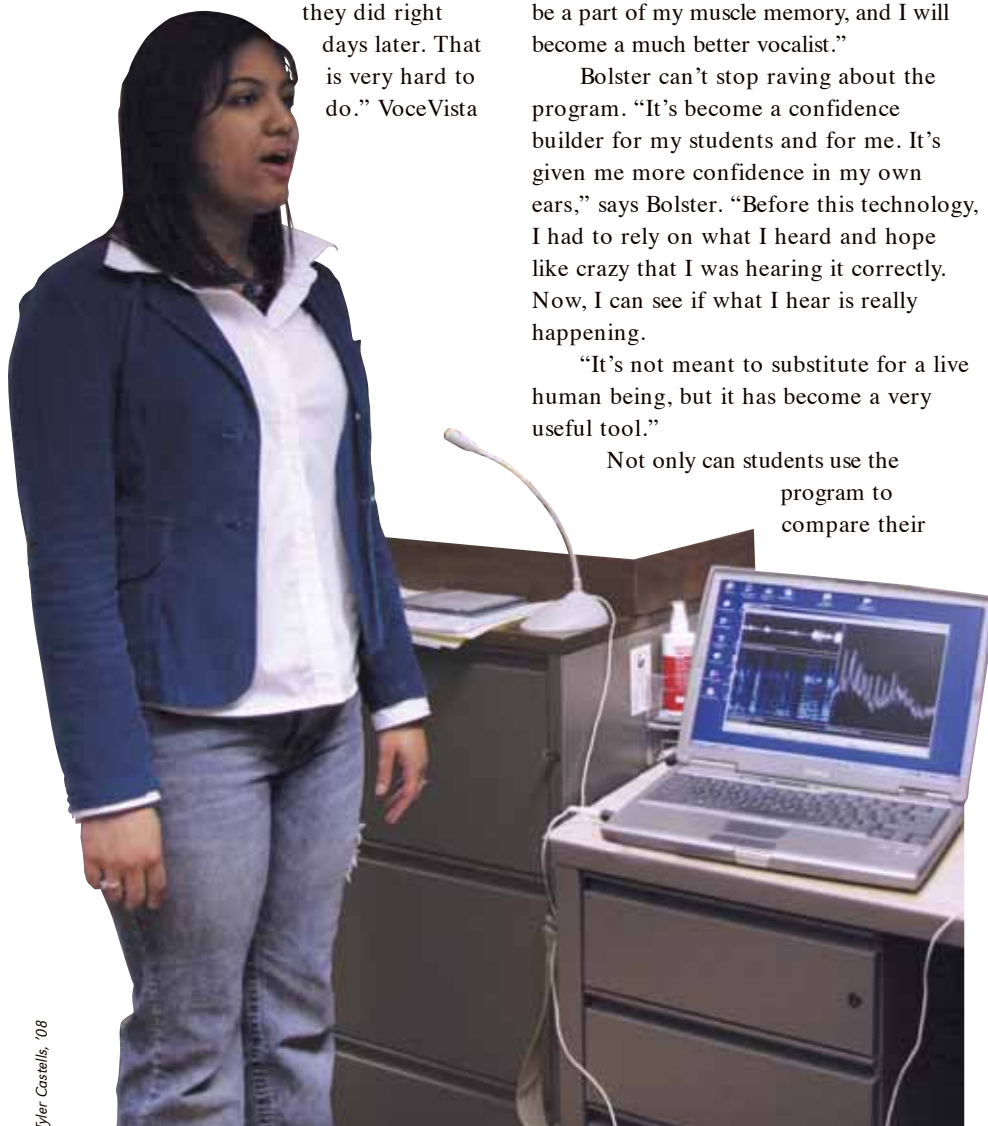 they did right
days later. That
is very hard to
do.” VoceVista
be a part of my muscle memory, and I will
become a much better vocalist.”
Bolster can’t stop raving about the
program. “It’s become a confidence
builder for my students and for me. It’s
given me more confidence in my own
ears,” says Bolster. “Before this technology,
I had to rely on what I heard and hope
like crazy that I was hearing it correctly.
Now, I can see if what I hear is really
happening.
“It’s not meant to substitute for a live
human being, but it has become a very
useful tool.”
Not only can students use the
program to
compare their
Castells, ’08